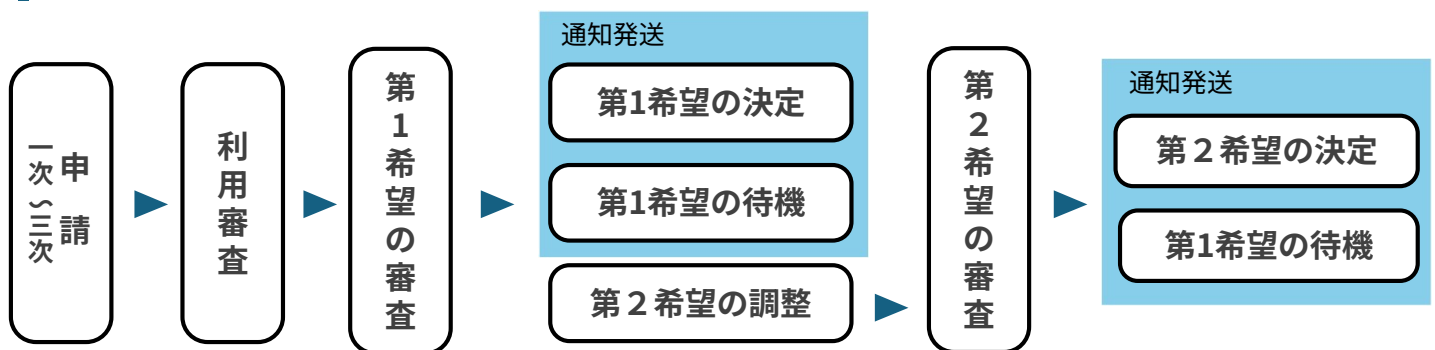 申請
一次~三次
利用審査
第1希望の審査
通知発送
第1希望の決定
第1希望の待機
第２希望の調整
第２希望の審査
通知発送
第２希望の決定
第1希望の待機